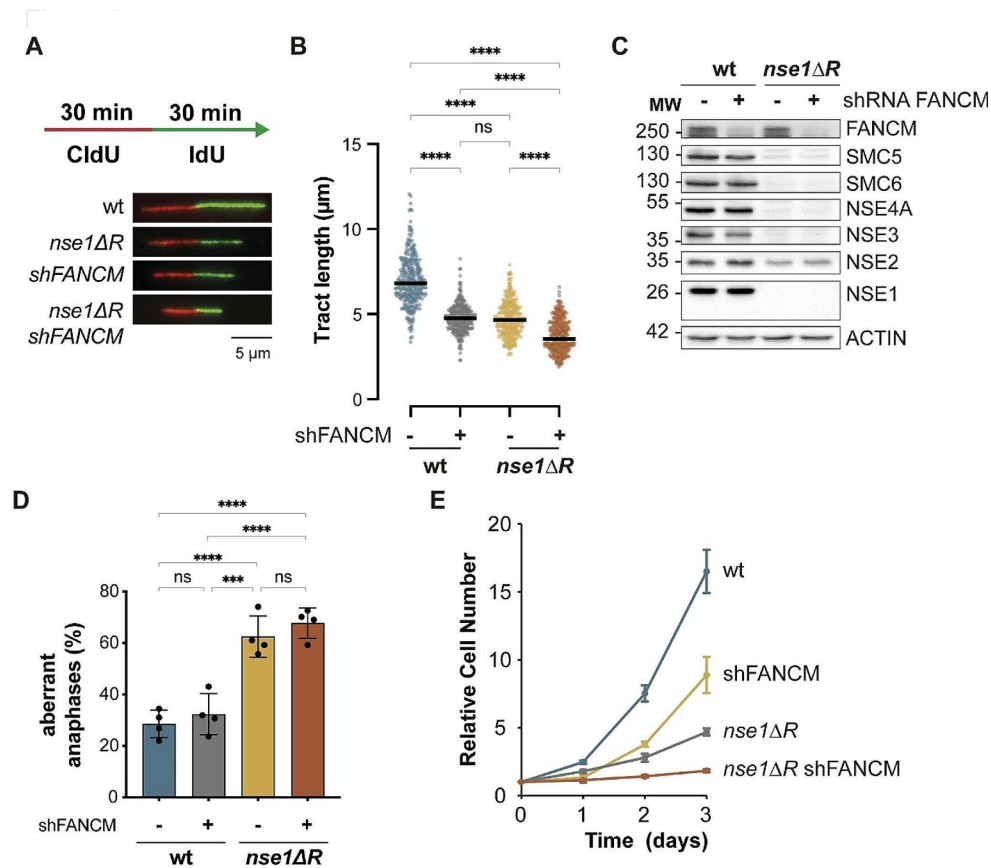 A
30 min 30 min
CldU IdU
wt
nse1ΔR
shFANCM
nse1ΔR
shFANCM
5 µm
B
****
****
****
ns
**** ****
Tract length (µm)
15
10
5
0
shFANCM - + - +
wt nse1ΔR
C
wt nse1ΔR
MW - + - + shRNA FANCM
250 FANCM
130 SMC5
130 SMC6
55
NSE4A
35 NSE3
35 NSE2
26 NSE1
42 ACTIN
D
****
****
****
ns *** ns
aberrant
anaphases (%)
80
60
40
20
0
shFANCM - + - +
wt nse1ΔR
E
Relative Cell Number
20
15
10
5
0
wt
shFANCM
nse1ΔR
nse1ΔR shFANCM
0 1 2 3
Time (days)